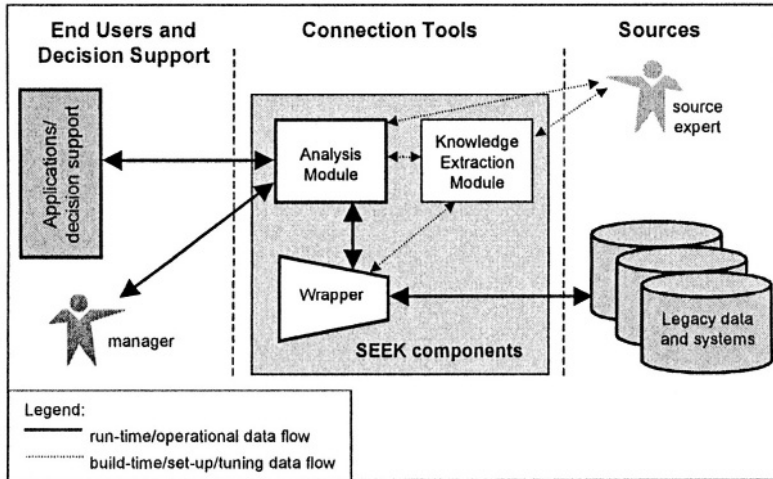 End Users and
Decision Support
Connection Tools
Sources
Applications/
decision support
manager
Analysis
Module
Knowledge
Extraction
Module
Wrapper
SEEK components
source
expert
Legacy data
and systems
Legend:
run-time/operational data flow
build-time/set-up/tuning data flow